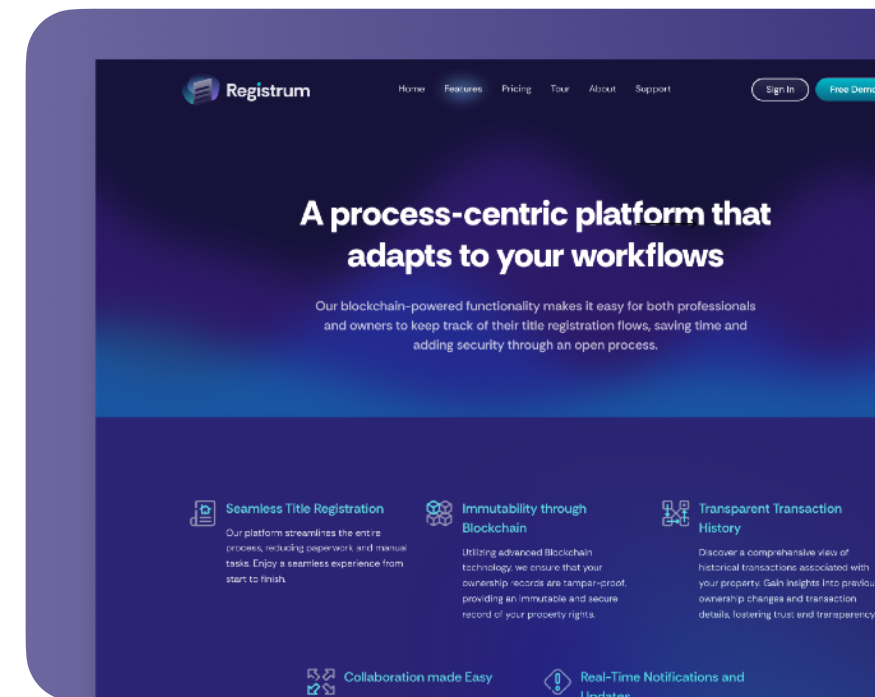 Registrum
Home Features Pricing Tour About Support
Sign In Free Demo
A process-centric platform that
adapts to your workflows
Our blockchain-powered functionality makes it easy for both professionals
and owners to keep track of their title registration flows, saving time and
adding security through an open process.
Seamless Title Registration
Our platform streamlines the entire
process, reducing paperwork and manual
tasks. Enjoy a seamless experience from
start to finish.
Immutability through
Blockchain
Utilizing advanced Blockchain
technology, we ensure that your
ownership records are tamper-proof,
providing an immutable and secure
record of your property rights.
Transparent Transaction
History
Discover a comprehensive view of
historical transactions associated with
your property. Gain insights into previou
ownership changes and transaction
details, fostering trust and transparency
Collaboration made Easy
Real-Time Notifications and
Updates